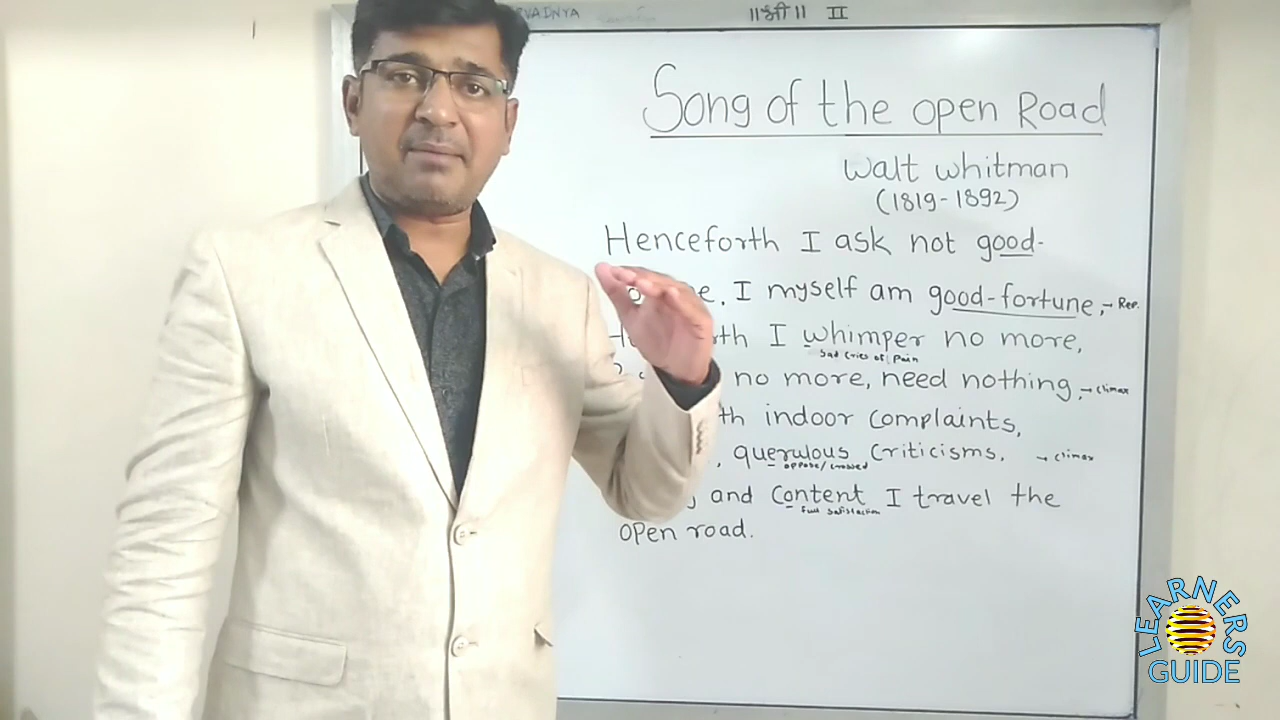 ॥श्री॥ II
Song of the open Road
Walt Whitman
(1819-1892)
Henceforth I ask not good-
e, I myself am good-fortune, → Rep.
rth I whimper no more,
sad cries of Pain
no more, need nothing, → climax
th indoor complaints,
, querulous criticisms. → climax
oppose/
and content I travel the
full satisfaction
open road.
LEARNERS
GUIDE